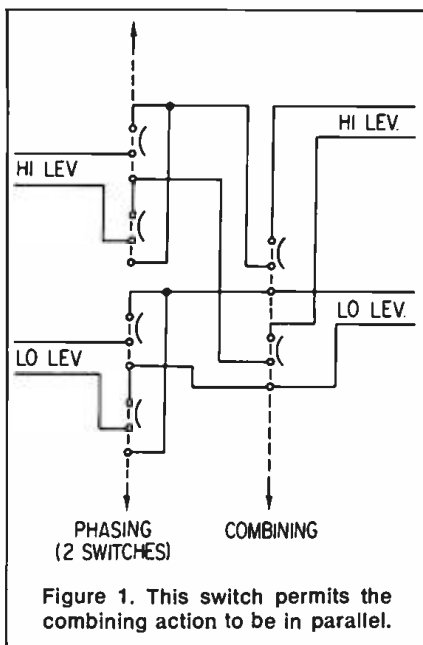 HI LEV
HI LEV.
LO LEV
LO LEV.
PHASING
(2 SWITCHES)
COMBINING
Figure 1. This switch permits the
combining action to be in parallel.